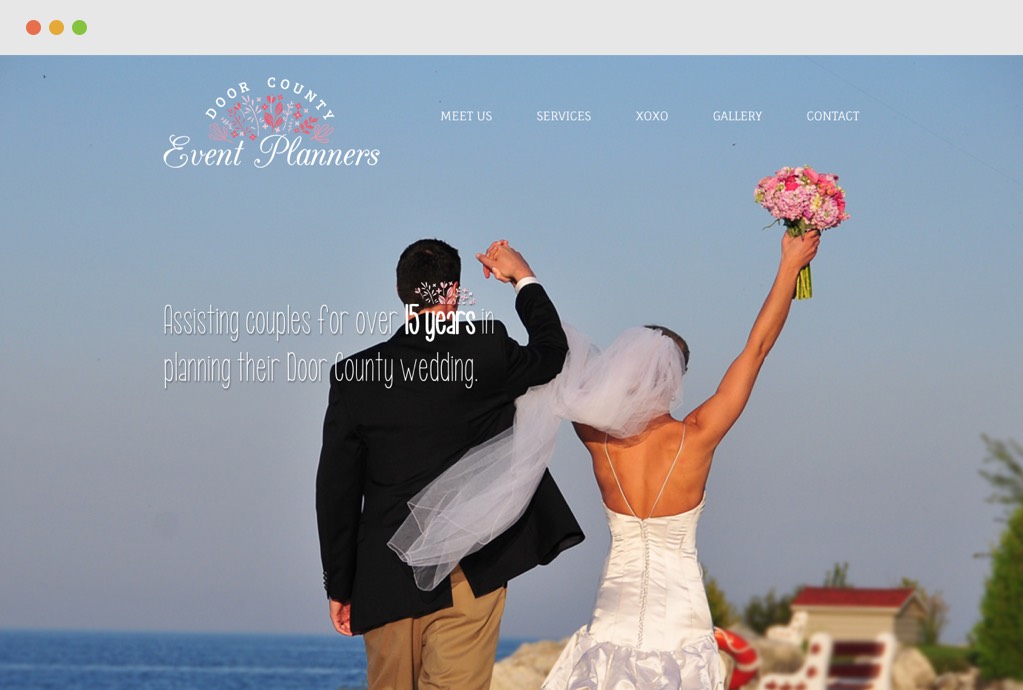 DOOR COUNTY
Event Planners
MEET US SERVICES XOXO GALLERY CONTACT
Assisting couples for over 15 years in
planning their Door County wedding.